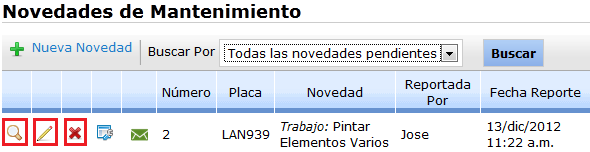 Novedades de Mantenimiento
Nueva Novedad Buscar Por Todas las novedades pendientes Buscar
Número Placa Novedad Reportada Por Fecha Reporte
2 LAN939 Trabajo: Pintar Elementos Varios Jose 13/dic/2012 11:22 a.m.